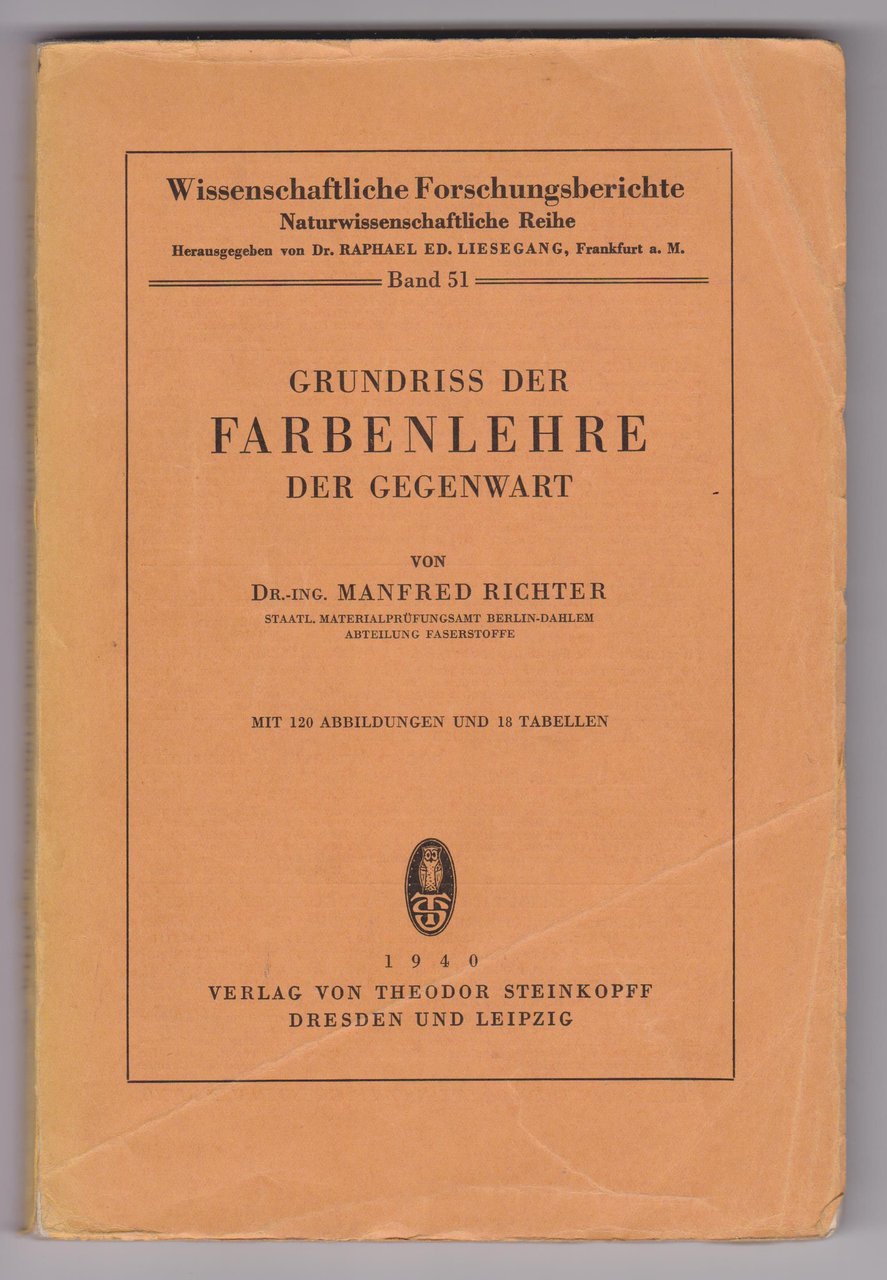 Wissenschaftliche Forschungsberichte
Naturwissenschaftliche Reihe
Herausgegeben von Dr. RAPHAEL ED. LIESEGANG, Frankfurt a. M.
Band 51
GRUNDRISS DER
FARBENLEHRE
DER GEGENWART
VON
DR.-ING. MANFRED RICHTER
STAATL. MATERIALPRÜFUNGSAMT BERLIN-DAHLEM
ABTEILUNG FASERSTOFFE
MIT 120 ABBILDUNGEN UND 18 TABELLEN
TS
1940
VERLAG VON THEODOR STEINKOPFF
DRESDEN UND LEIPZIG